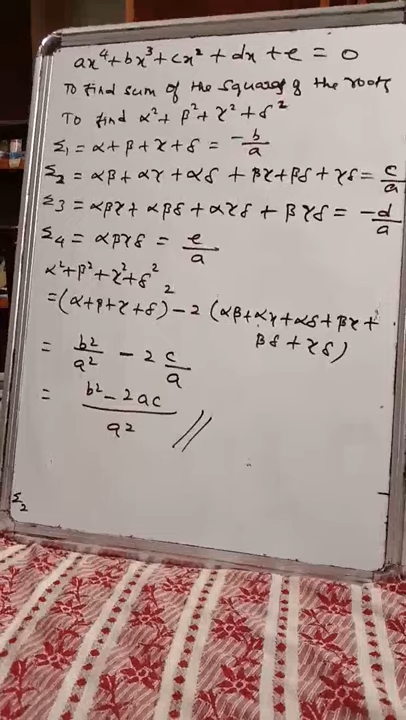 ax⁴+bx³+cx²+dx+e=0
To find sum of the squares of the roots
To find α²+β²+γ²+δ²
Σ₁ = α+β+γ+δ = -b/a
Σ₂ = αβ+αγ+αδ+βγ+βδ+γδ = c/a
Σ3 = αβγ+αβδ+αγδ+βγδ = -d/a
Σ4 = αβγδ = e/a
α²+β²+γ²+δ²
=(α+β+γ+δ)²-2(αβ+αγ+αδ+βγ+
βδ+γδ)
= b²/a² - 2 c/a
= b²-2ac/a² //
Σ₂